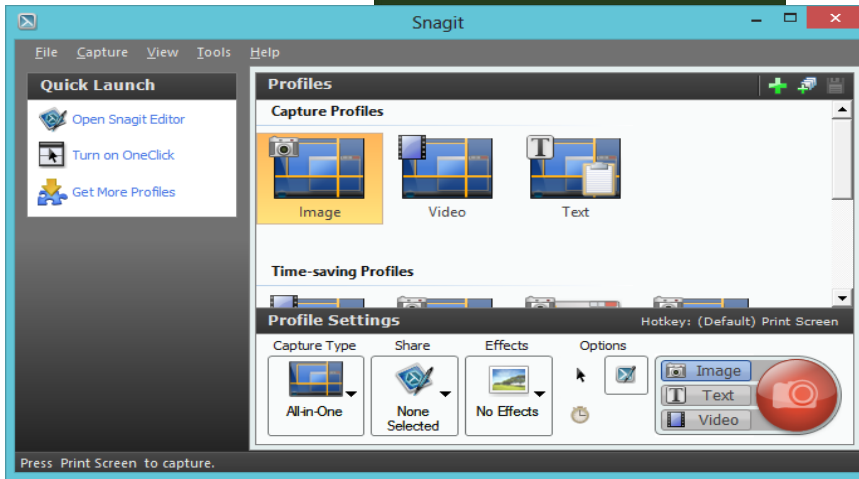 Snagit
File Capture View Tools Help
Quick Launch
Open Snagit Editor
Turn on OneClick
Get More Profiles
Profiles
Capture Profiles
Image Video Text
Time-saving Profiles
Profile Settings Hotkey: (Default) Print Screen
Capture Type Share Effects Options
All-in-One None Selected No Effects
Image
Text
Video
Press Print Screen to capture.